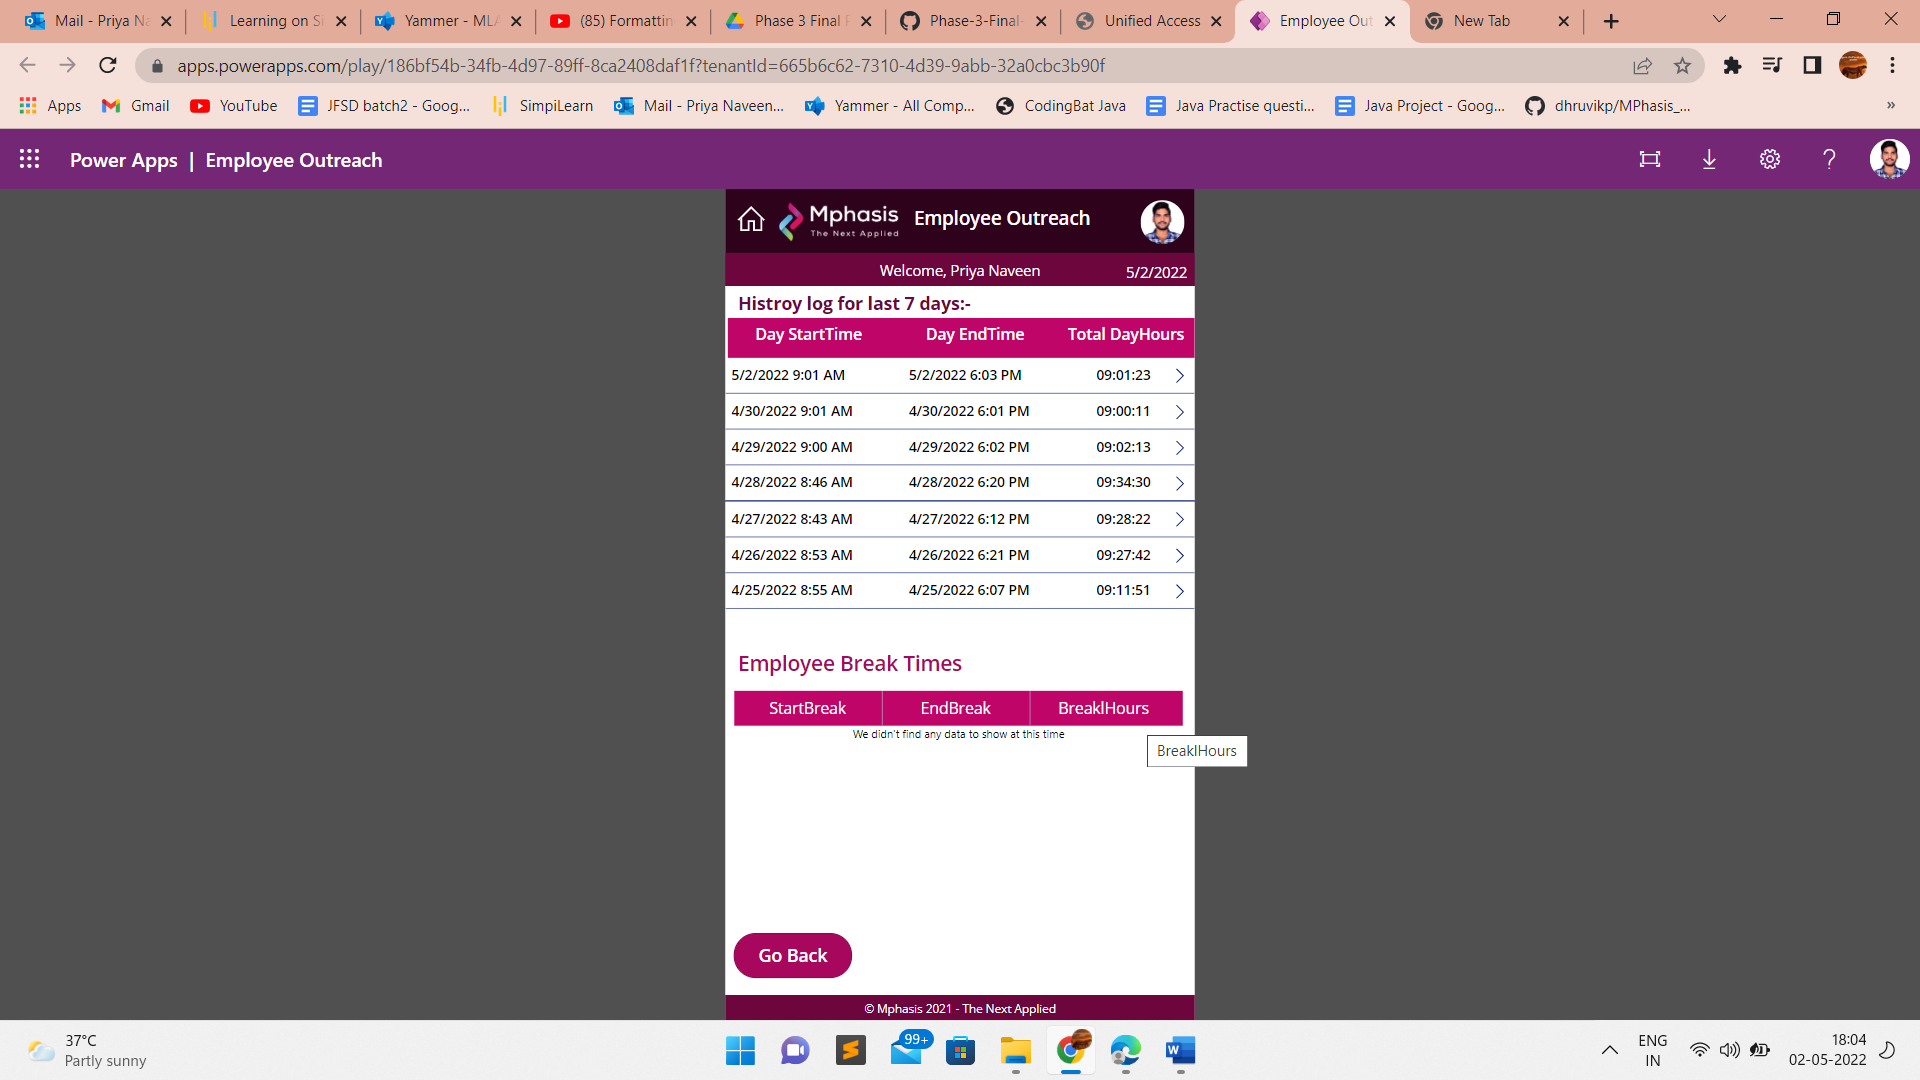 Mail - Priya Na
Learning on Si
Yammer - MLA
(85) Formattin
Phase 3 Final P
Phase-3-Final-
Unified Access
Employee Out
New Tab
apps.powerapps.com/play/186bf54b-34fb-4d97-89ff-8ca2408daf1f?tenantId=665b6c62-7310-4d39-9abb-32a0cbc3b90f
Apps
Gmail
YouTube
JFSD batch2 - Goog...
SimpiLearn
Mail - Priya Naveen...
Yammer - All Comp...
CodingBat Java
Java Practise questi...
Java Project - Goog...
dhruvikp/MPhasis_...
»
Power Apps | Employee Outreach
Mphasis
The Next Applied
Employee Outreach
Welcome, Priya Naveen
5/2/2022
Histroy log for last 7 days:-
Day StartTime Day EndTime Total DayHours
5/2/2022 9:01 AM 5/2/2022 6:03 PM 09:01:23
4/30/2022 9:01 AM 4/30/2022 6:01 PM 09:00:11
4/29/2022 9:00 AM 4/29/2022 6:02 PM 09:02:13
4/28/2022 8:46 AM 4/28/2022 6:20 PM 09:34:30
4/27/2022 8:43 AM 4/27/2022 6:12 PM 09:28:22
4/26/2022 8:53 AM 4/26/2022 6:21 PM 09:27:42
4/25/2022 8:55 AM 4/25/2022 6:07 PM 09:11:51
Employee Break Times
StartBreak EndBreak BreaklHours
We didn't find any data to show at this time
BreaklHours
Go Back
© Mphasis 2021 - The Next Applied
37°C
Partly sunny
99+
ENG
IN
18:04
02-05-2022